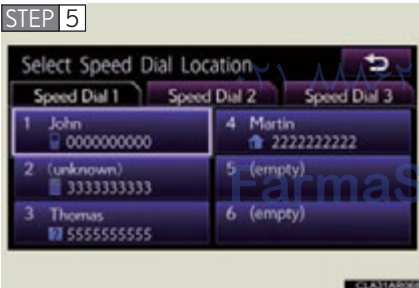 STEP 5
Select Speed Dial Location
Speed Dial 1 Speed Dial 2 Speed Dial 3
1 John
0000000000
2 (unknown)
3333333333
3 Thomas
5555555555
4 Martin
2222222222
5 (empty)
6 (empty)
FarmaS